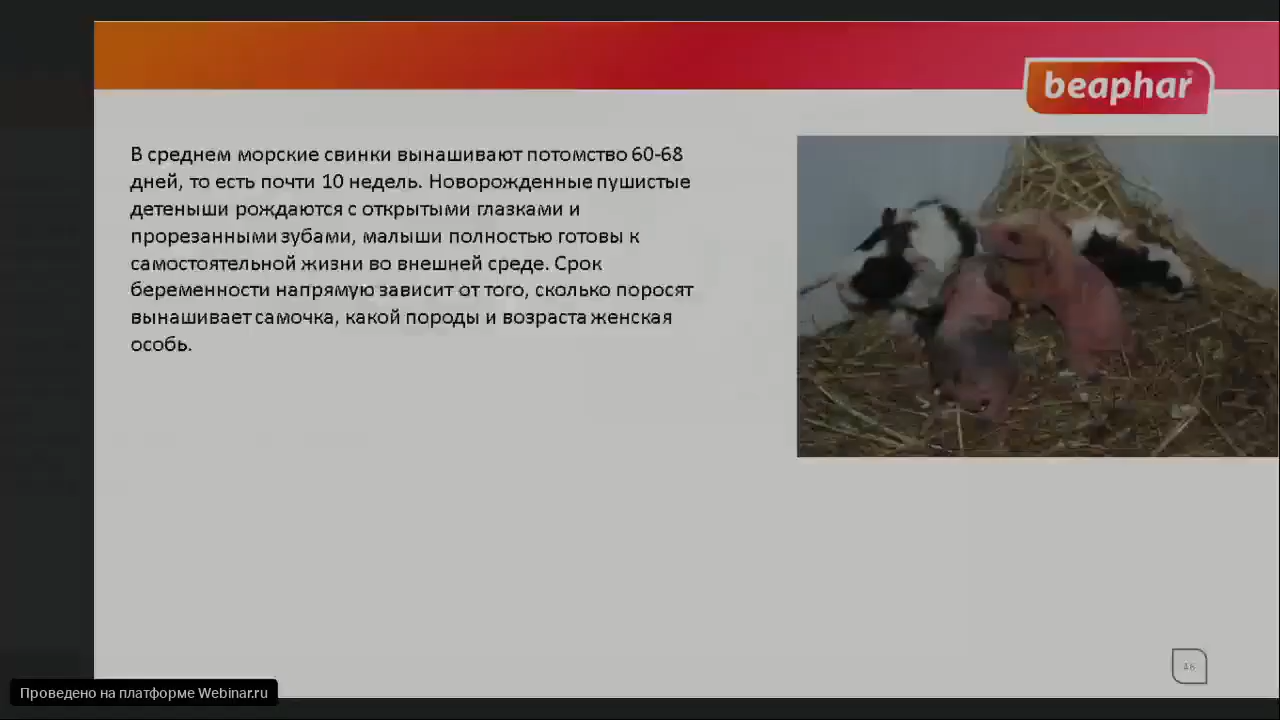 beaphar
В среднем морские свинки вынашивают потомство 60-68
дней, то есть почти 10 недель. Новорожденные пушистые
детеныши рождаются с открытыми глазками и
прорезанными зубами, малыши полностью готовы к
самостоятельной жизни во внешней среде. Срок
беременности напрямую зависит от того, сколько поросят
вынашивает самочка, какой породы и возраста женская
особь.
Проведено на платформе Webinar.ru